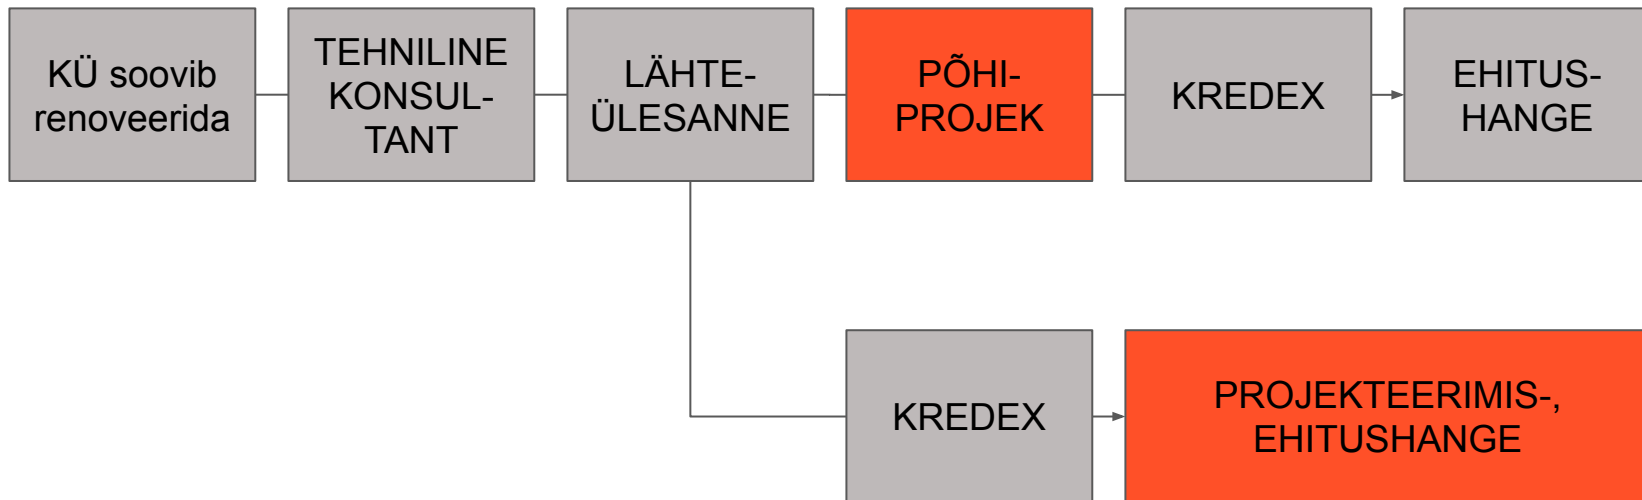 KÜ soovib
renoveerida
TEHNILINE
KONSUL-
TANT
LÄHTE-
ÜLESANNE
PÕHI-
PROJEK
KREDEX
EHITUS-
HANGE
KREDEX
PROJEKTEERIMIS-,
EHITUSHANGE